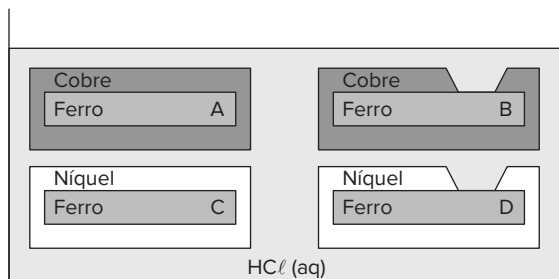 Cobre
Ferro A
Cobre
Ferro B
Níquel
Ferro C
Níquel
Ferro D
HCℓ (aq)